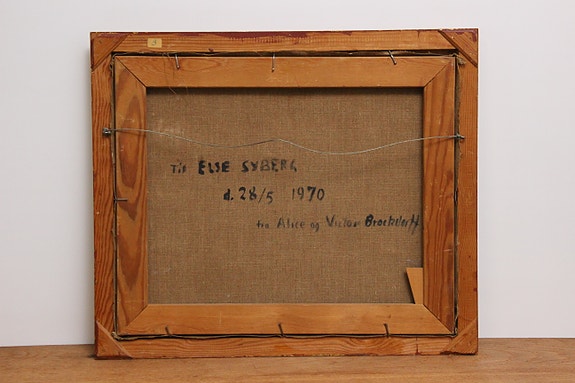 Til ELSE SYBERG
d. 28/5 1970
fra Alice og Victor Brockdorff